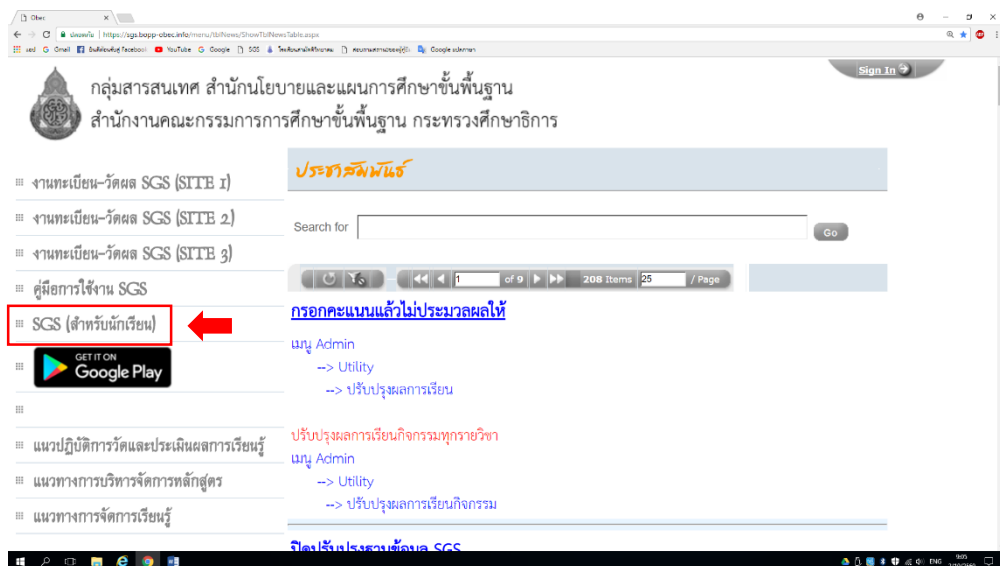 Obec
https://sgs.bopp-obec.info/menu/tblNews/ShowTblNewsTable.aspx
Gmail
YouTube
Google
SGS
กลุ่มสารสนเทศ สำนักนโยบายและแผนการศึกษาขั้นพื้นฐาน
สำนักงานคณะกรรมการการศึกษาขั้นพื้นฐาน กระทรวงศึกษาธิการ
Sign In
งานทะเบียน-วัดผล SGS (SITE 1)
งานทะเบียน-วัดผล SGS (SITE 2)
งานทะเบียน-วัดผล SGS (SITE 3)
คู่มือการใช้งาน SGS
SGS (สำหรับนักเรียน)
GET IT ON
Google Play
แนวปฏิบัติการวัดและประเมินผลการเรียนรู้
แนวทางการบริหารจัดการหลักสูตร
แนวทางการจัดการเรียนรู้
ประชาสัมพันธ์
Search for
Go
1 of 9 208 Items 25 / Page
กรอกคะแนนแล้วไม่ประมวลผลให้
เมนู Admin
--> Utility
--> ปรับปรุงผลการเรียน
ปรับปรุงผลการเรียนกิจกรรมทุกรายวิชา
เมนู Admin
--> Utility
--> ปรับปรุงผลการเรียนกิจกรรม
ปิดปรับปรุงฐานข้อมูล SGS
ENG
9:05